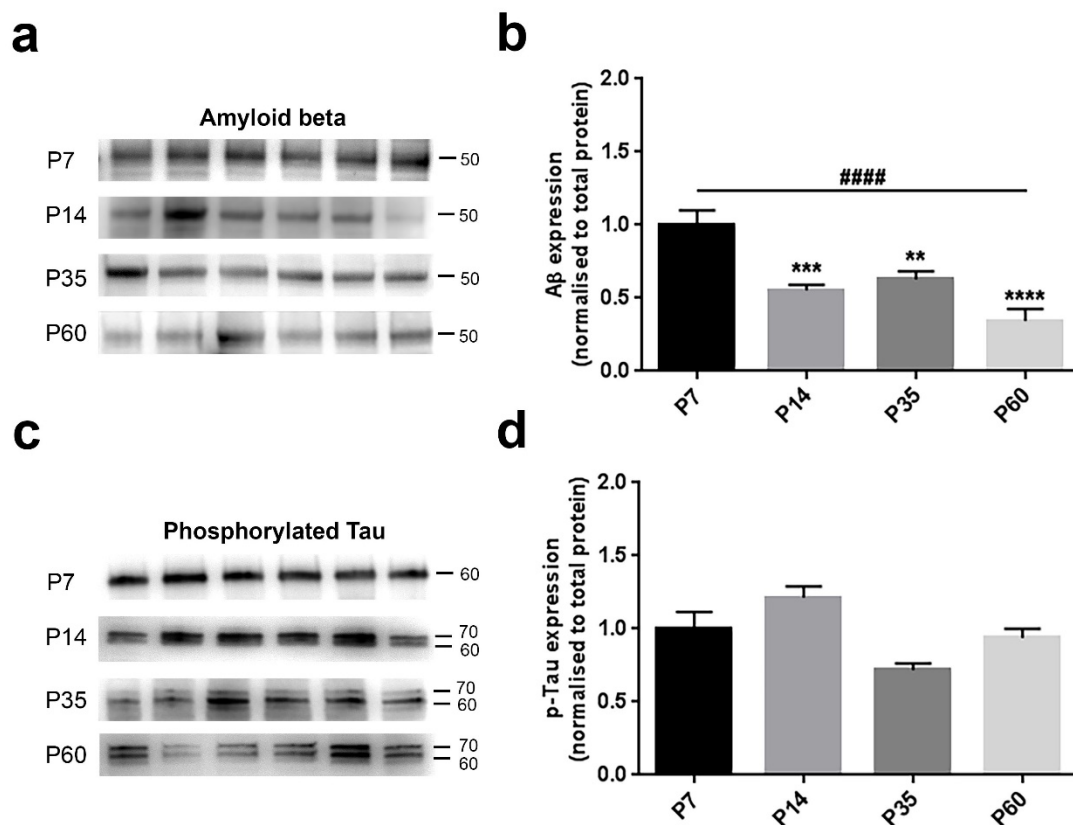 a
Amyloid beta
P7
50
P14
50
P35
50
P60
50
b
Aβ expression
(normalised to total protein)
2.0
1.5
1.0
0.5
0.0
####
***
**
****
P7
P14
P35
P60
c
Phosphorylated Tau
P7
60
P14
70
60
P35
70
60
P60
70
60
d
p-Tau expression
(normalised to total protein)
2.0
1.5
1.0
0.5
0.0
P7
P14
P35
P60